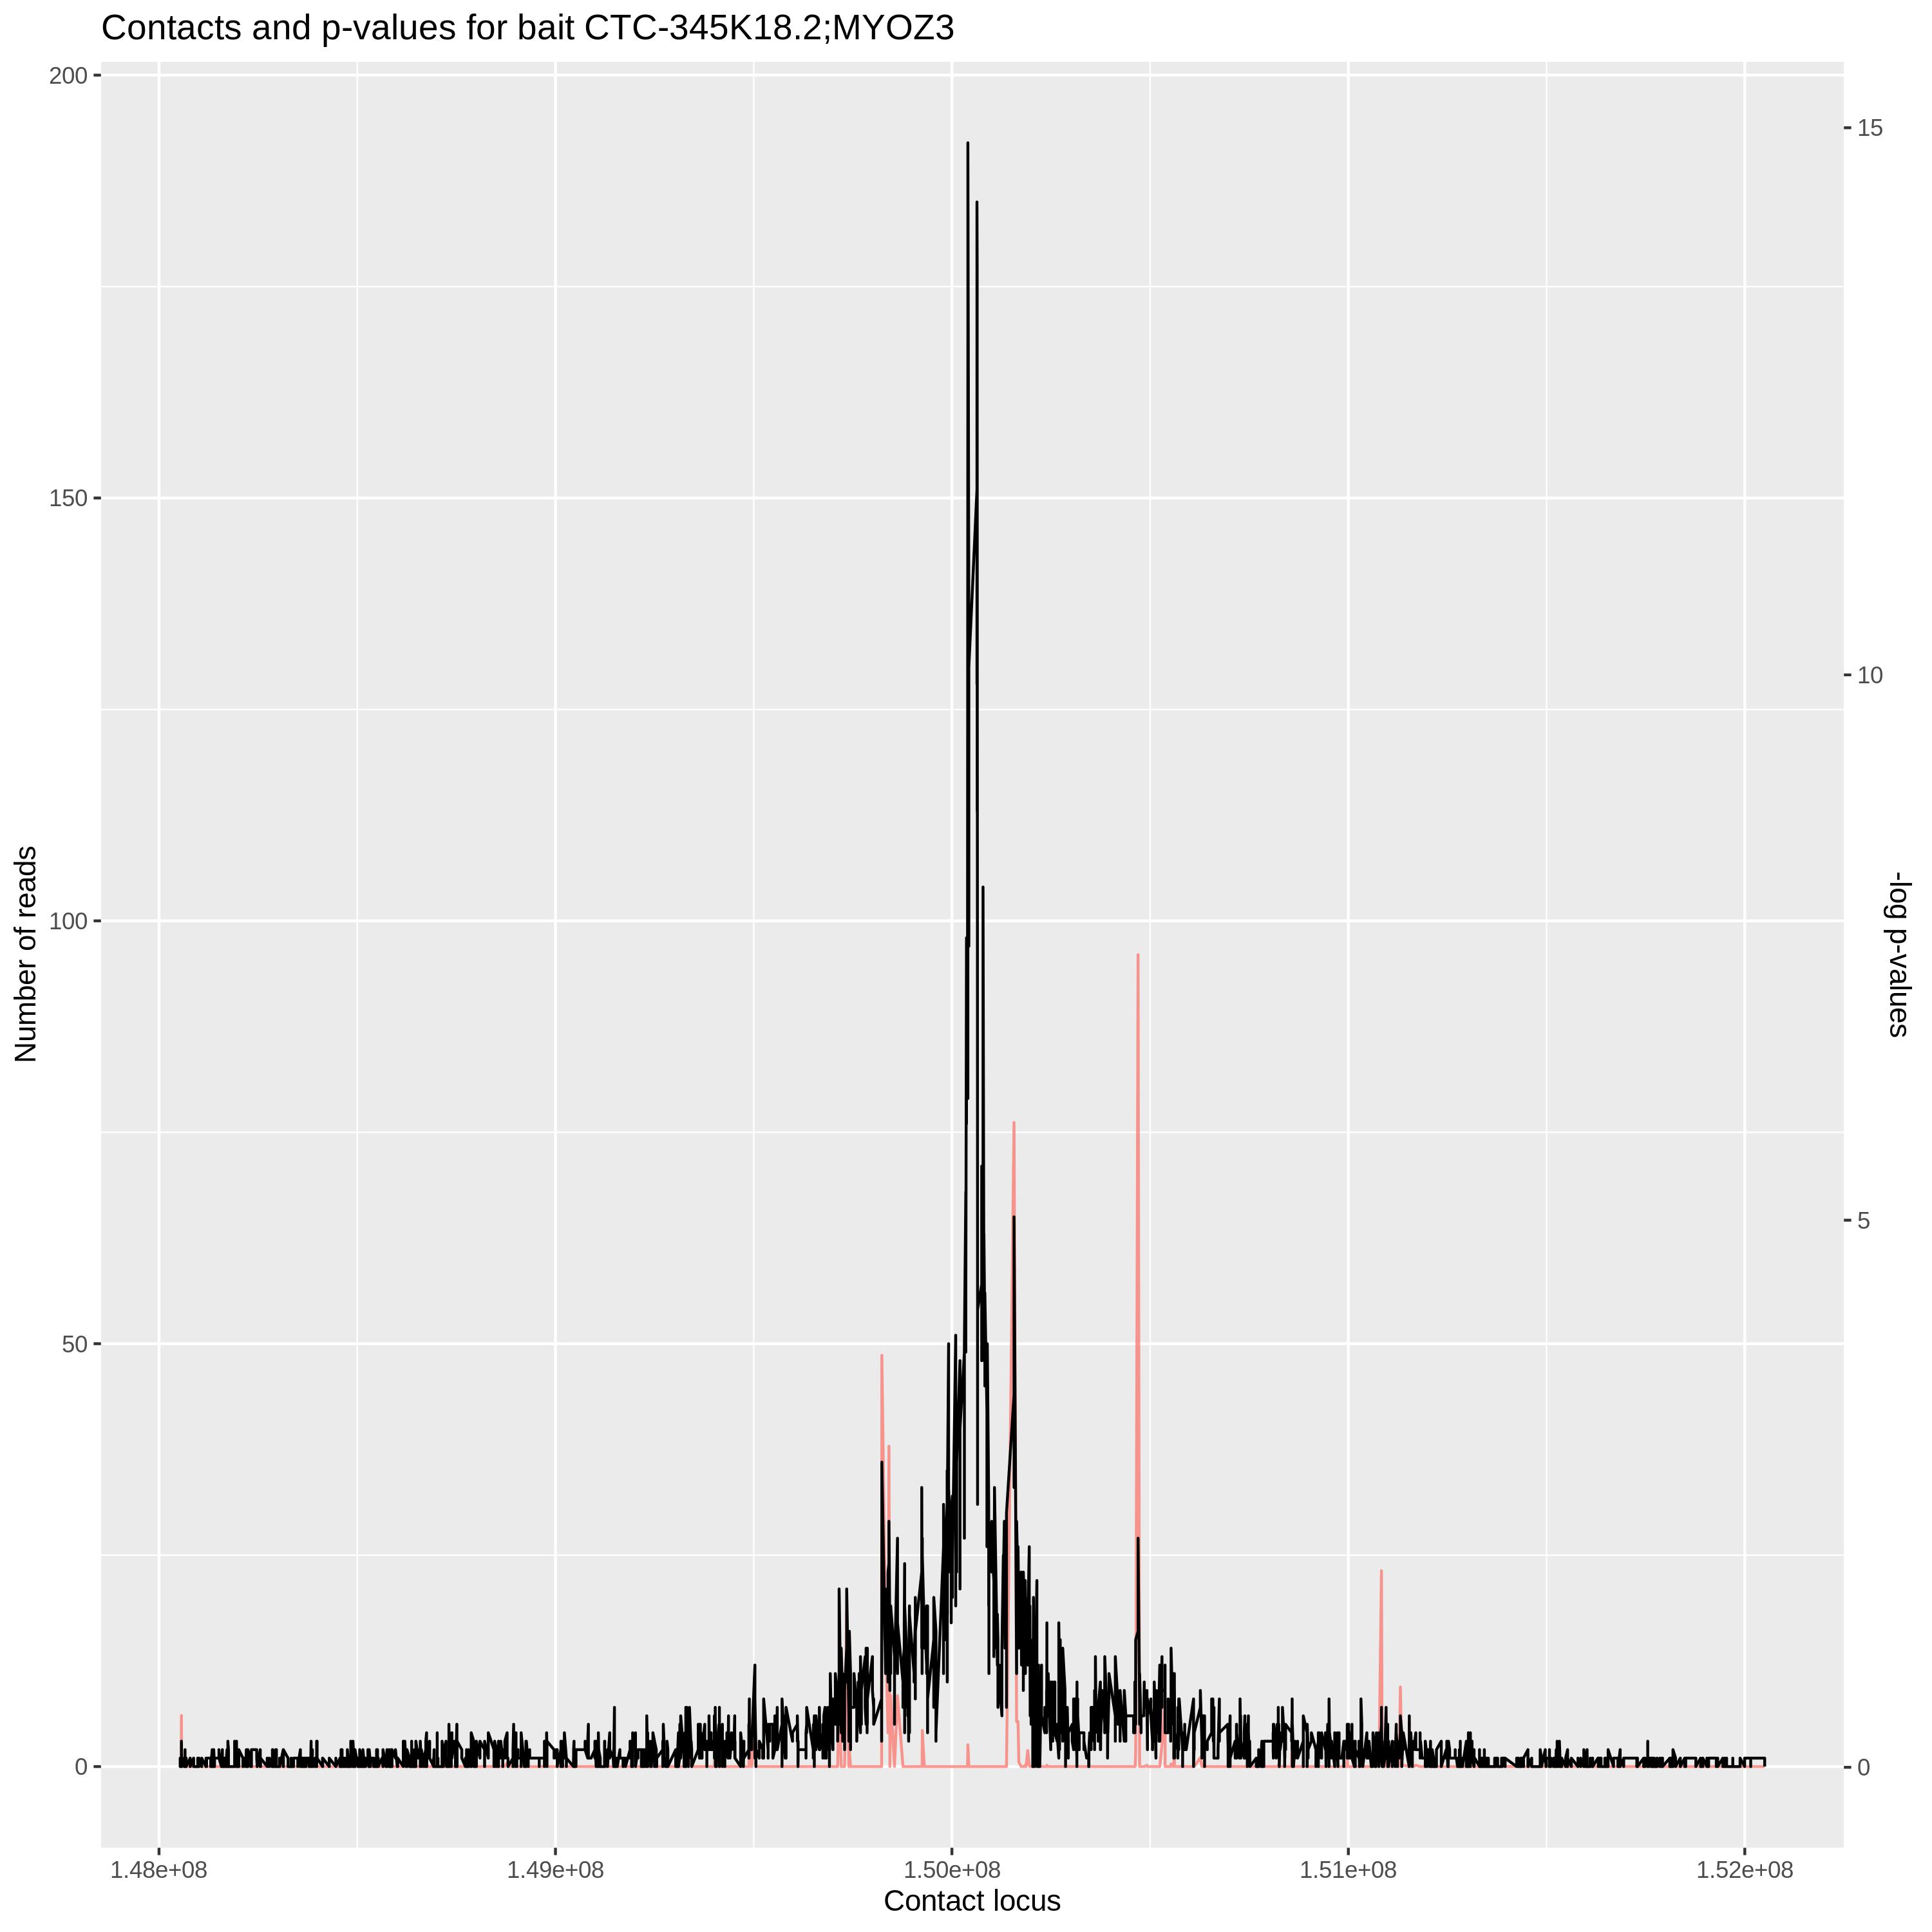 Contacts and p-values for bait CTC-345K18.2;MYOZ3
200
150
100
50
0
Number of reads
15
10
5
0
-log p-values
1.48e+08 1.49e+08 1.50e+08 1.51e+08 1.52e+08
Contact locus